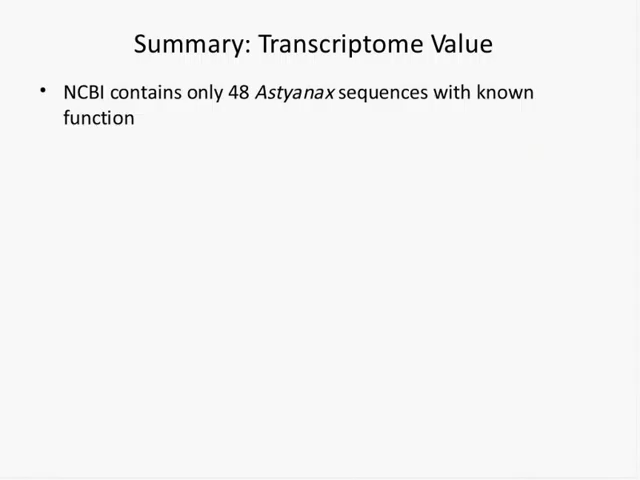 Summary: Transcriptome Value
• NCBI contains only 48 Astyanax sequences with known
function